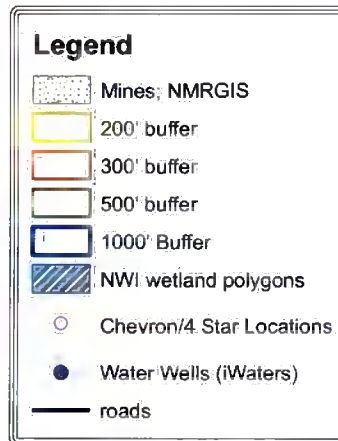 Legend
Mines, NMRGIS
200' buffer
300' buffer
500' buffer
1000' Buffer
NWI wetland polygons
Chevron/4 Star Locations
Water Wells (iWaters)
roads